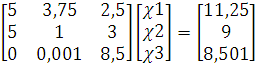 [5 3,75 2,5] [χ1] = [11,25]
[5 1 3] [χ2] = [9]
[0 0,001 8,5] [χ3] = [8,501]